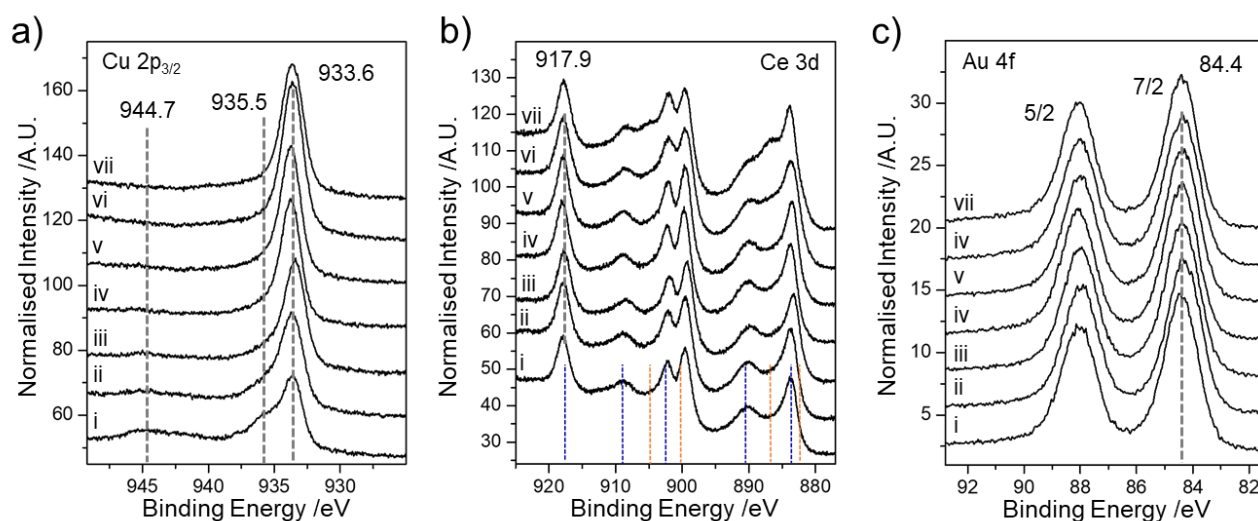 a)
Cu 2p3/2
933.6
935.5
944.7
vii
vi
v
iv
iii
ii
i
160
140
120
100
80
60
945
940
935
930
Binding Energy /eV
Normalised Intensity /A.U.
b)
917.9
Ce 3d
vii
vi
v
iv
iii
ii
i
130
120
110
100
90
80
70
60
50
40
30
920
910
900
890
880
Binding Energy /eV
Normalised Intensity /A.U.
c)
Au 4f
7/2
84.4
5/2
vii
iv
v
iv
iii
ii
i
30
25
20
15
10
5
92
90
88
86
84
82
Binding Energy /eV
Normalised Intensity /A.U.